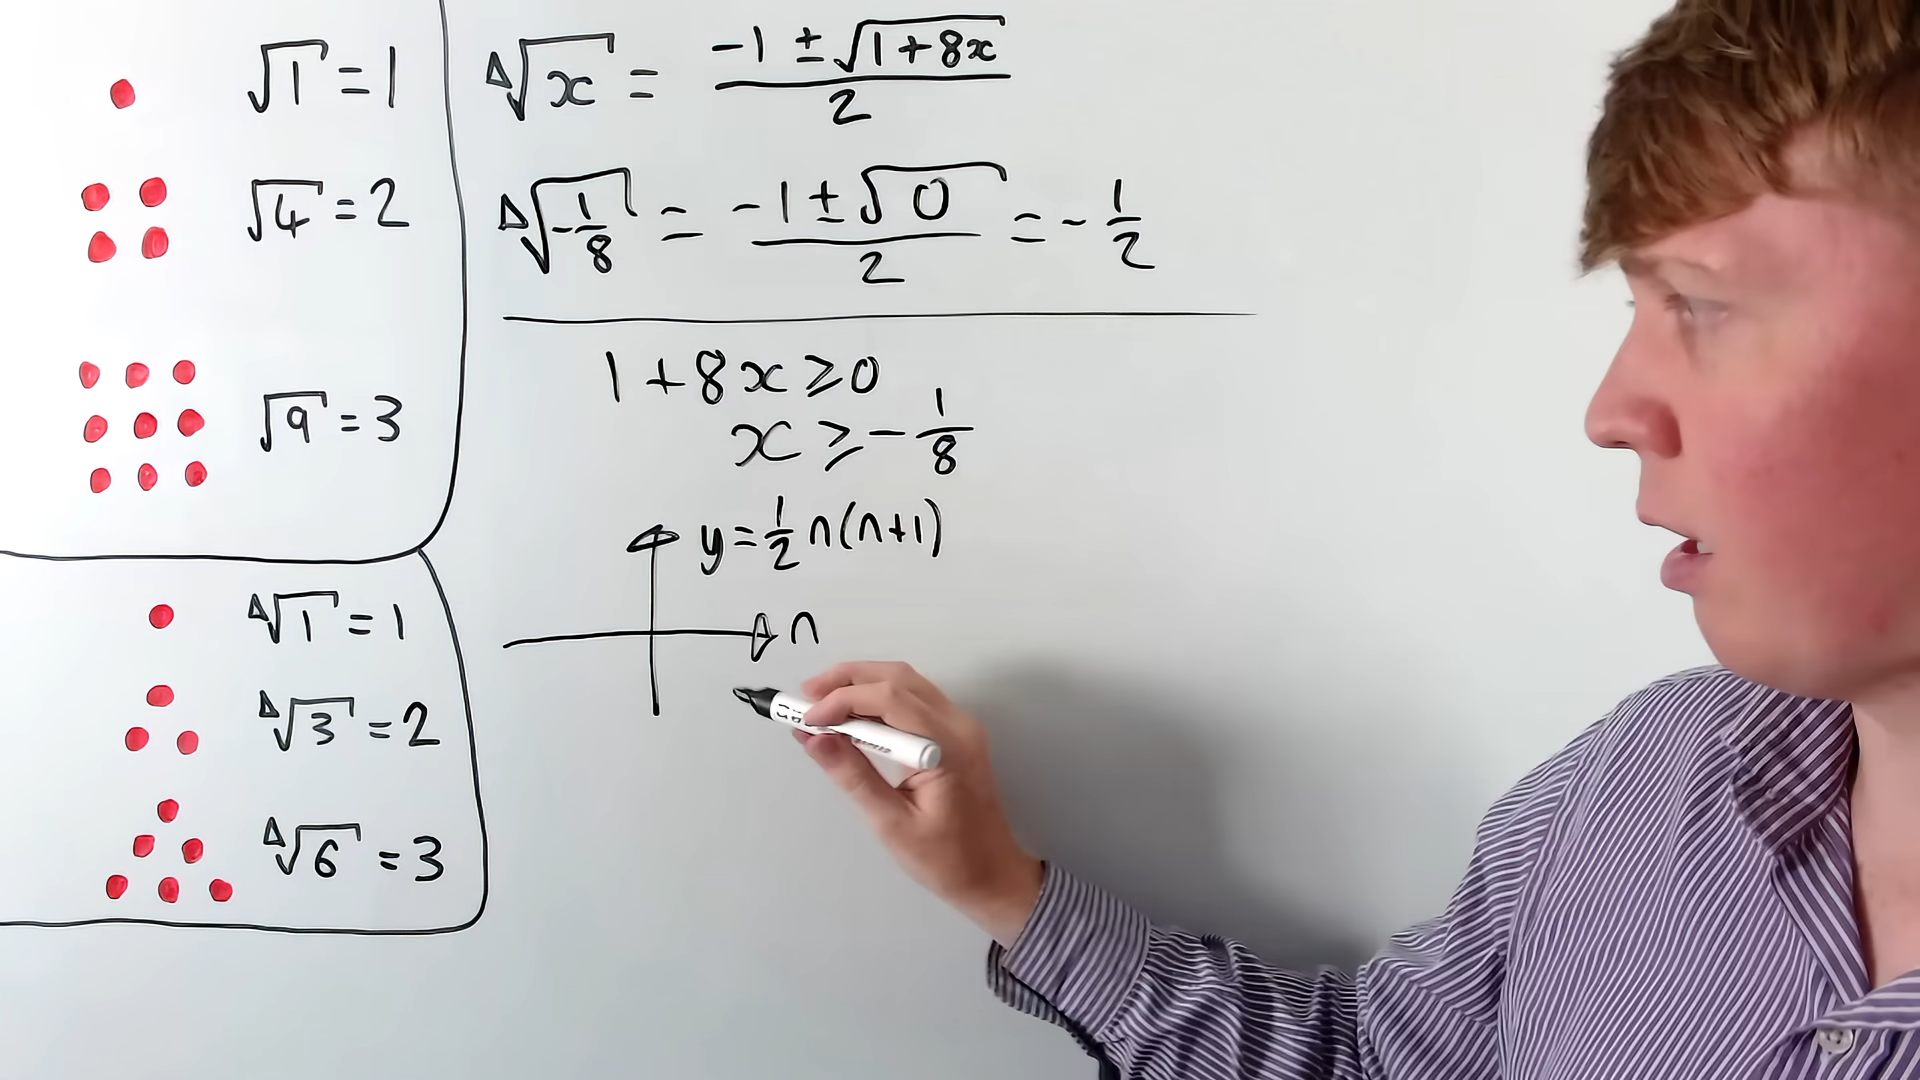 √1 = 1
√4 = 2
√9 = 3
∆√1 = 1
∆√3 = 2
∆√6 = 3
∆√x = (-1 ± √(1 + 8x))/2
∆√(-1/8) = (-1 ± √0)/2 = -1/2
1 + 8x ≥ 0
x ≥ -1/8
y = 1/2 n(n+1)
n